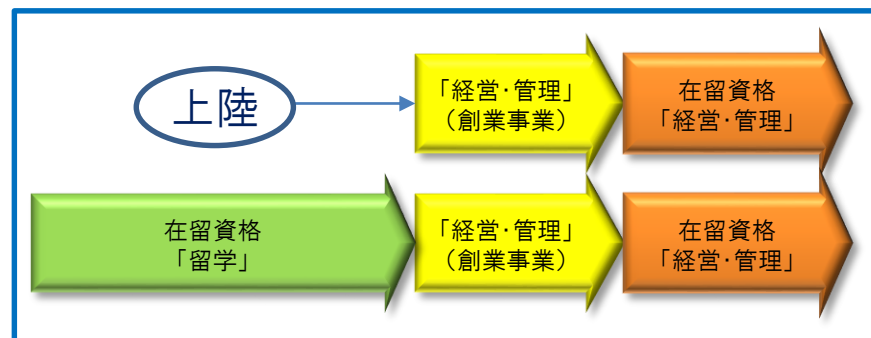 上陸
「経営・管理」
（創業事業）
在留資格
「経営・管理」
在留資格
「留学」
「経営・管理」
（創業事業）
在留資格
「経営・管理」